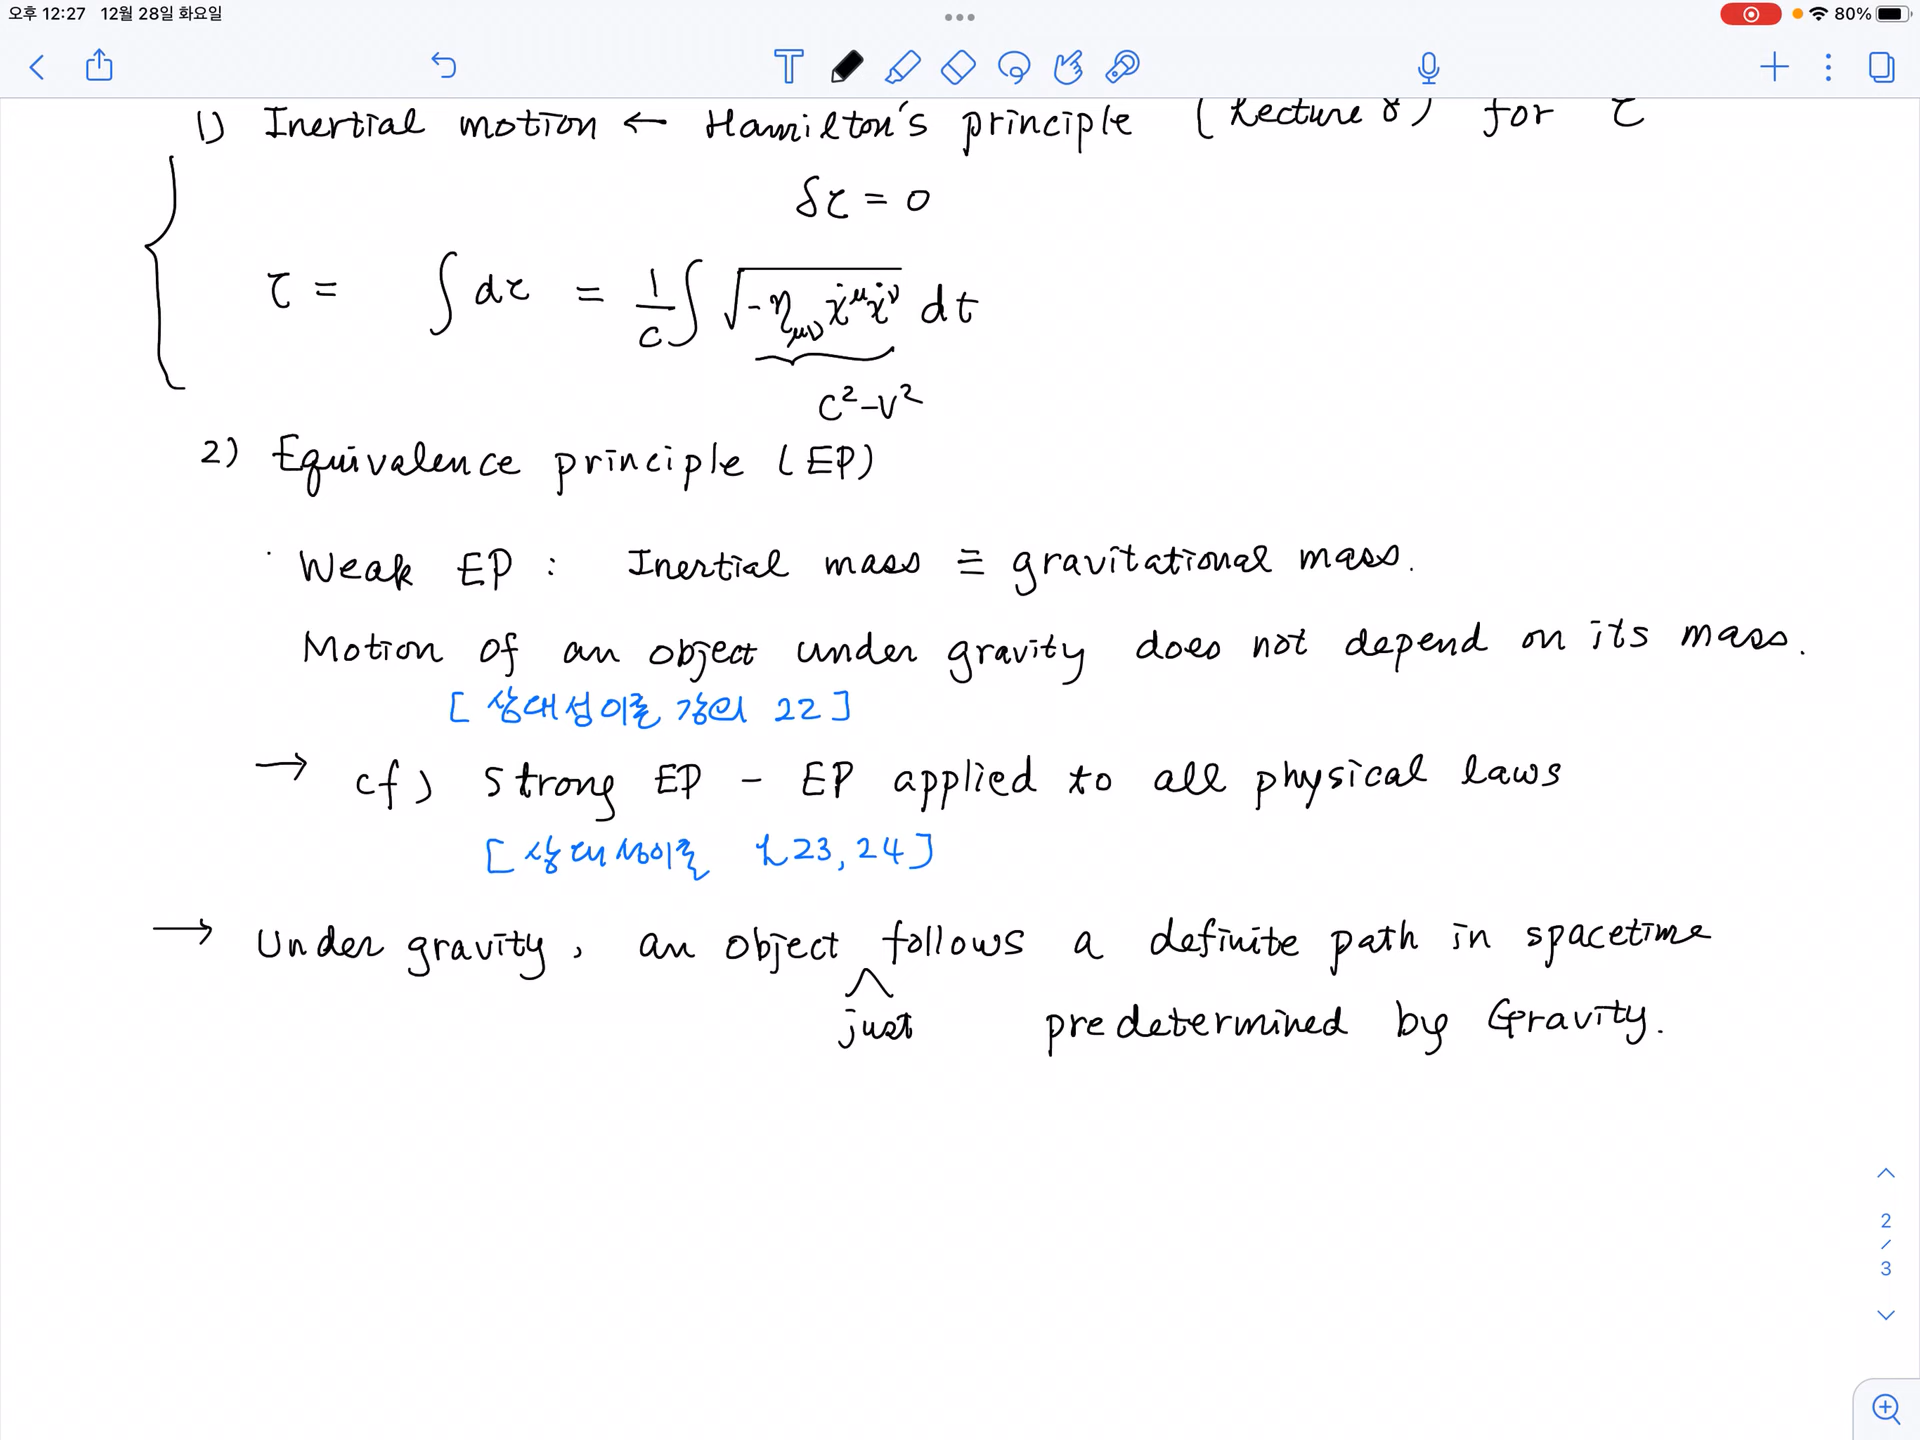 오후 12:27 12월 28일 화요일
80%
1) Inertial motion ← Hamilton's principle (Lecture 8) for τ
δτ = 0
τ = ∫ dτ = 1/c ∫ √(-η_μν ẋ^μ ẋ^ν) dt
c²-v²
2) Equivalence principle (EP)
· Weak EP : Inertial mass ≡ gravitational mass.
Motion of an object under gravity does not depend on its mass.
[ 상대성이론 강의 22 ]
→ cf) Strong EP - EP applied to all physical laws
[ 상대성이론 L23, 24 ]
→ Under gravity, an object just follows a definite path in spacetime
predetermined by Gravity.
2
/
3